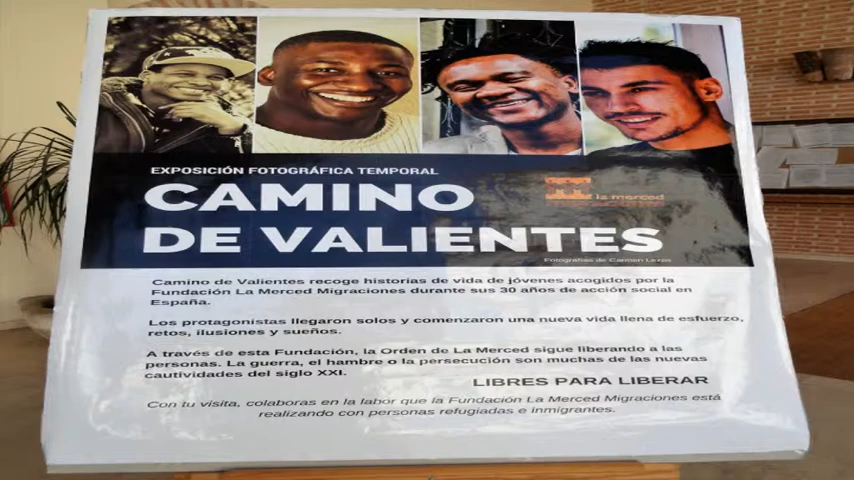 EXPOSICIÓN FOTOGRÁFICA TEMPORAL
CAMINO
DE VALIENTES
la merced
Fotografías de Carmen Lezos
Camino de Valientes recoge historias de vida de jóvenes acogidos por la
Fundación La Merced Migraciones durante sus 30 años de acción social en
España.
Los protagonistas llegaron solos y comenzaron una nueva vida llena de esfuerzo,
retos, ilusiones y sueños.
A través de esta Fundación, la Orden de La Merced sigue liberando a las
personas. La guerra, el hambre o la persecución son muchas de las nuevas
cautividades del siglo XXI.
LIBRES PARA LIBERAR
Con tu visita, colaboras en la labor que la Fundación La Merced Migraciones está
realizando con personas refugiadas e inmigrantes.